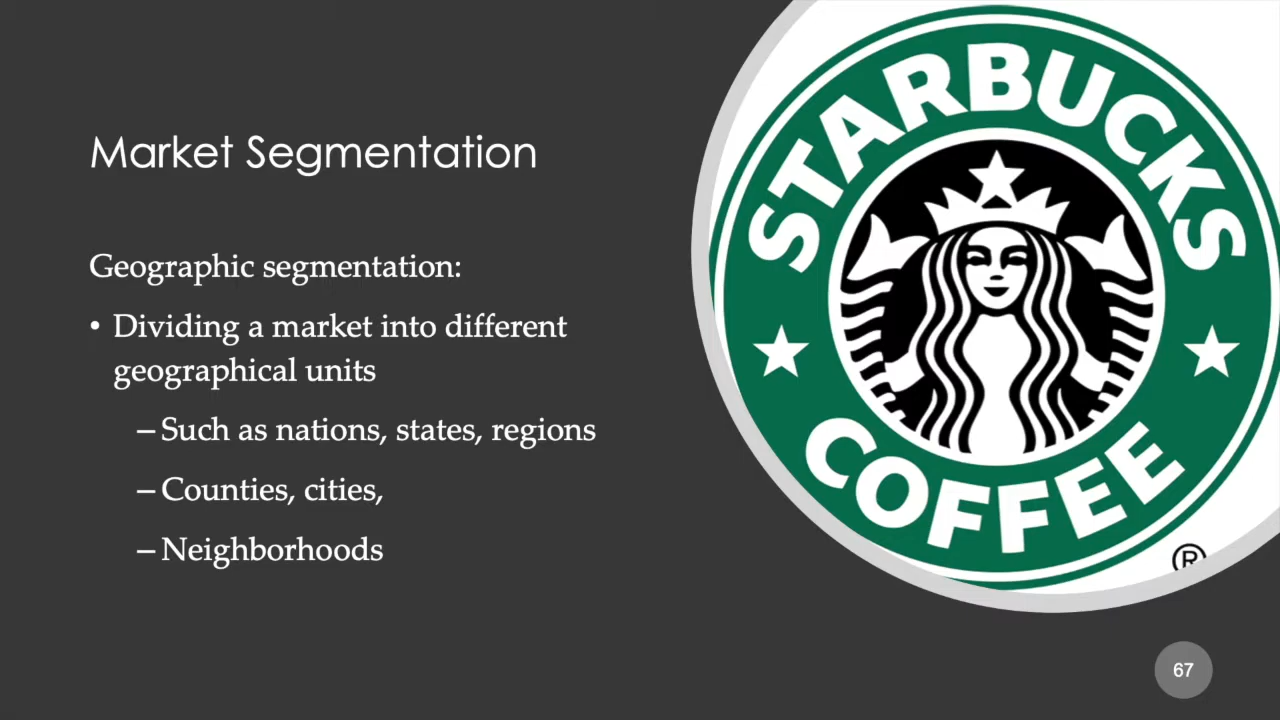 Market Segmentation
Geographic segmentation:
• Dividing a market into different
geographical units
– Such as nations, states, regions
– Counties, cities,
– Neighborhoods
STARBUCKS
COFFEE
®
67